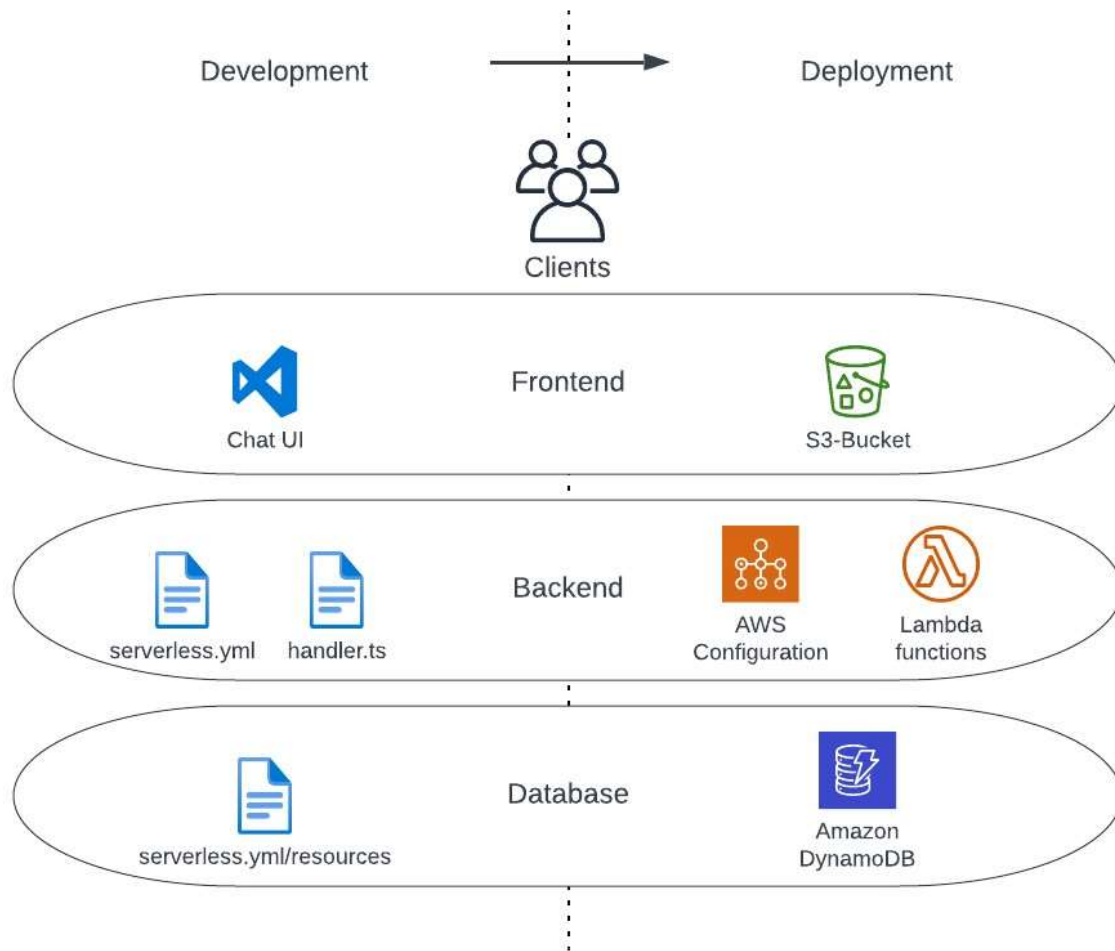 Development
Deployment
Clients
Frontend
Chat UI
S3-Bucket
Backend
serverless.yml
handler.ts
AWS
Configuration
Lambda
functions
Database
serverless.yml/resources
Amazon
DynamoDB